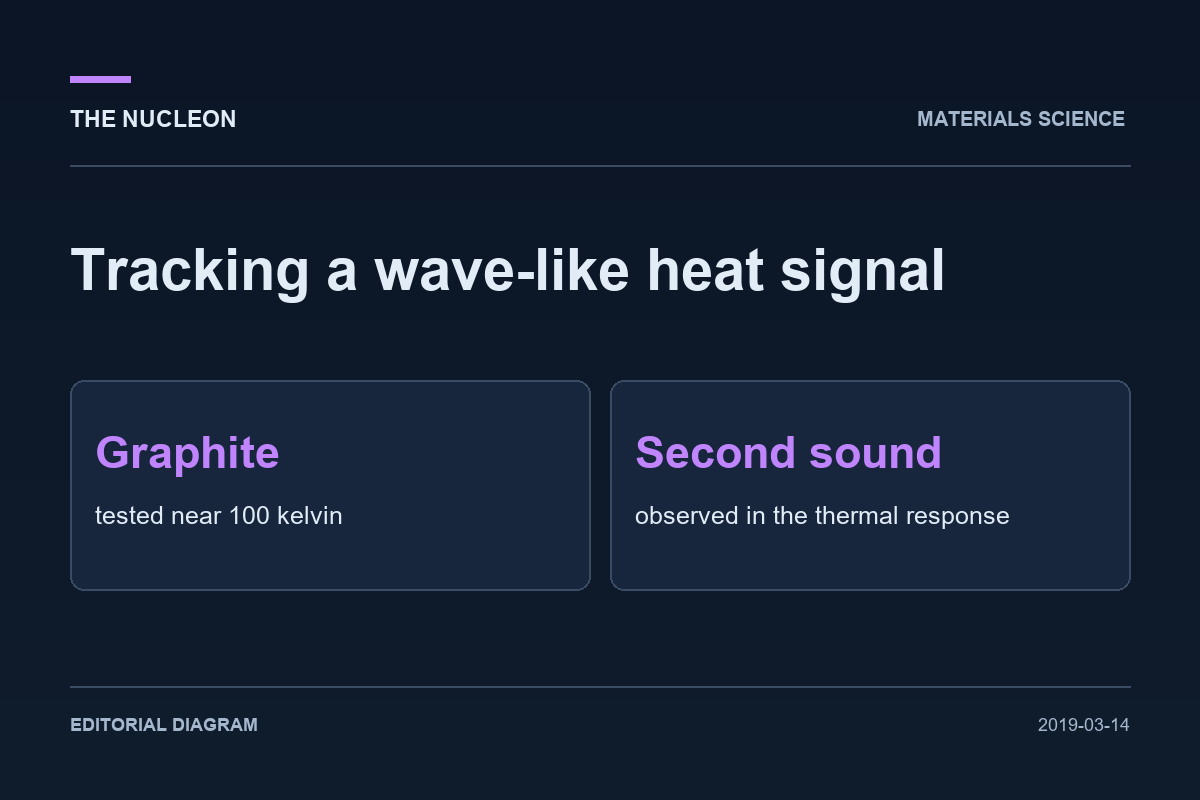 THE NUCLEON
MATERIALS SCIENCE
Tracking a wave-like heat signal
Graphite
tested near 100 kelvin
Second sound
observed in the thermal response
EDITORIAL DIAGRAM
2019-03-14